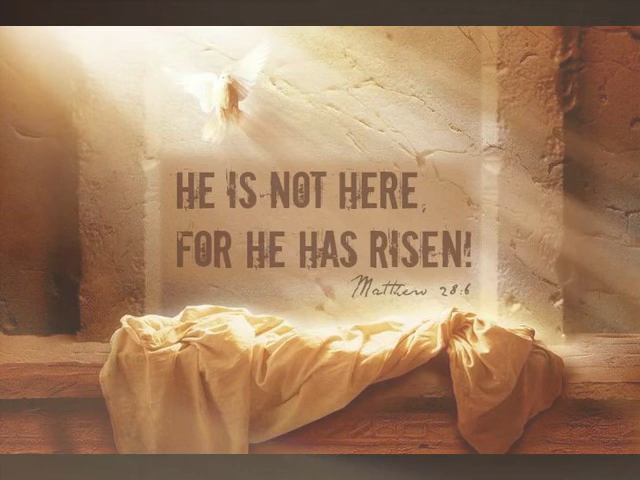 HE IS NOT HERE,
FOR HE HAS RISEN!
Matthew 28:6